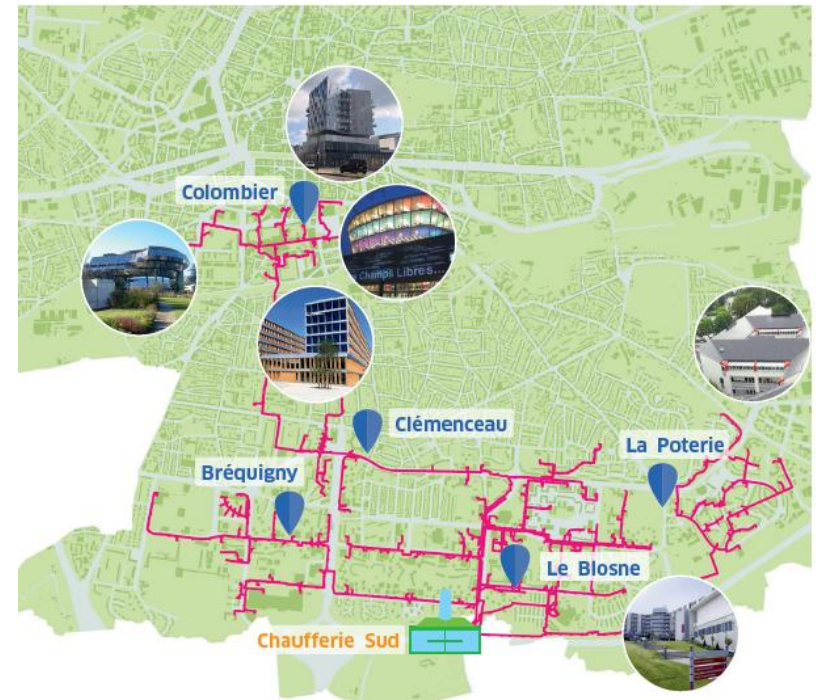 Colombier
s Champs Libres...
Clémenceau
La Poterie
Bréquigny
Le Blosne
Chaufferie Sud